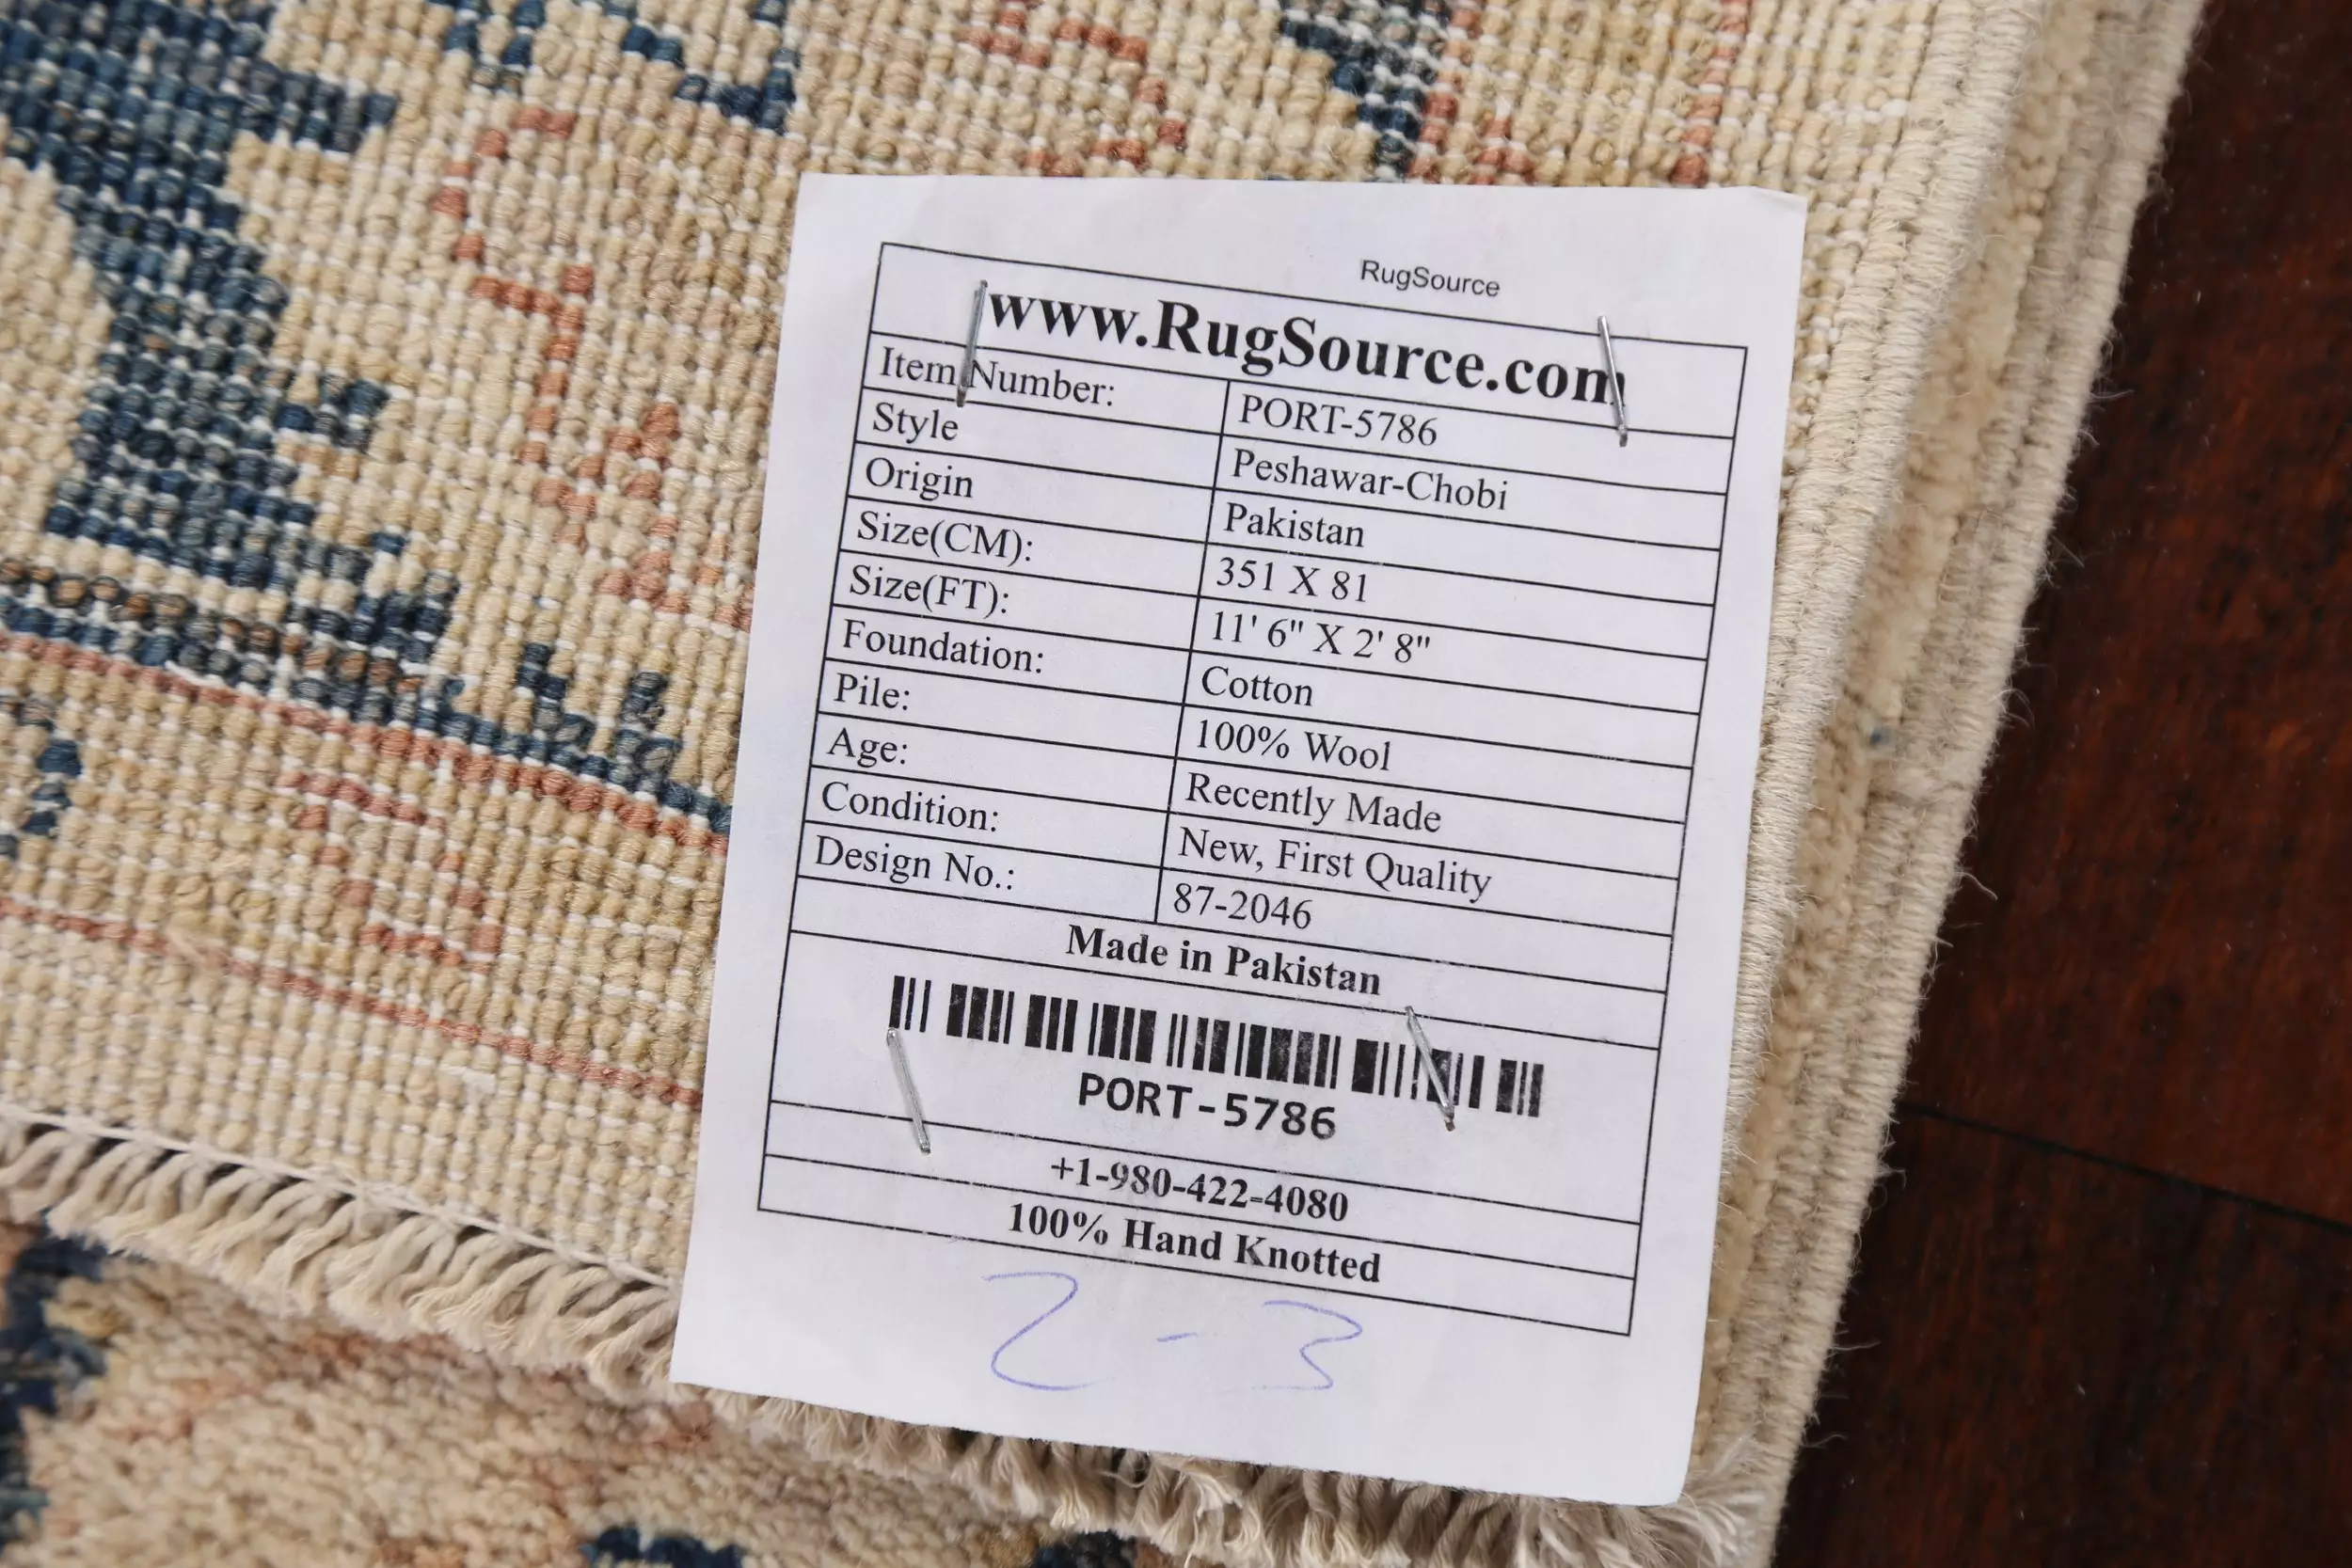 RugSource
www.RugSource.com
Item Number: PORT-5786
Style Peshawar-Chobi
Origin Pakistan
Size(CM): 351 X 81
Size(FT): 11' 6" X 2' 8"
Foundation: Cotton
Pile: 100% Wool
Age: Recently Made
Condition: New, First Quality
Design No.: 87-2046
Made in Pakistan
PORT-5786
+1-980-422-4080
100% Hand Knotted
2-3